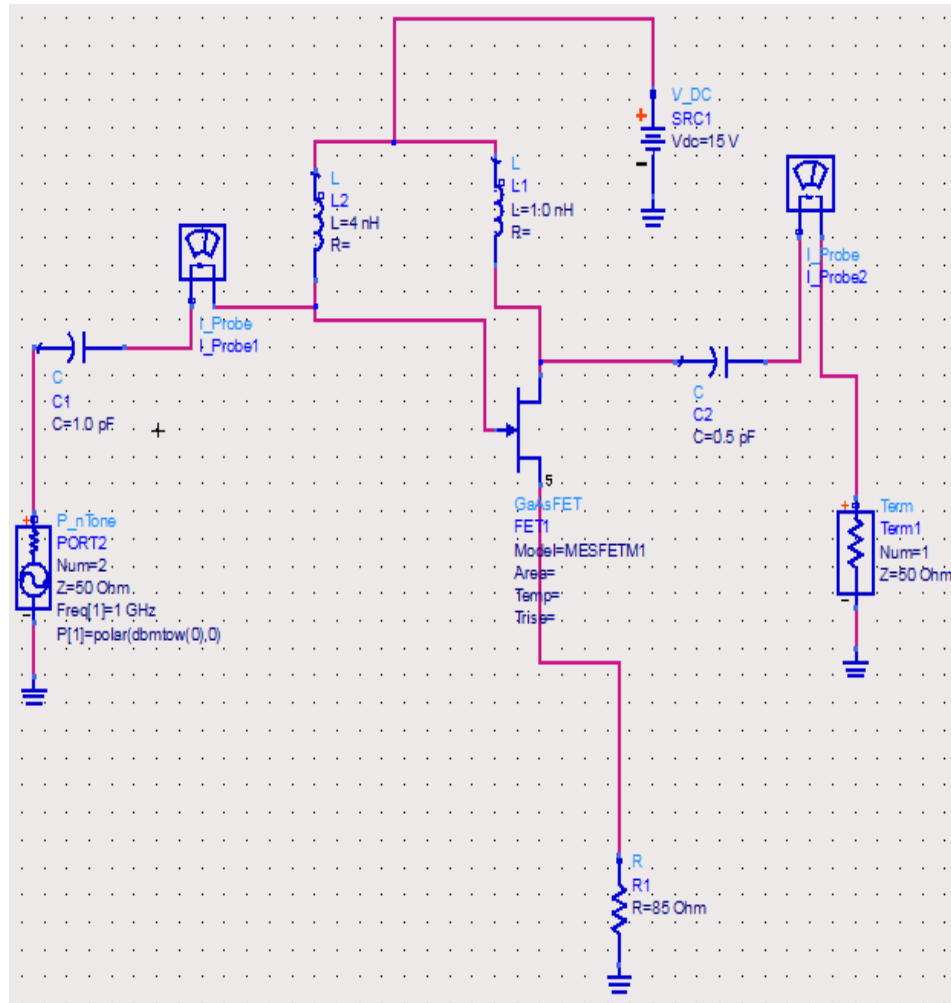 V_DC
SRC1
Vdc=15 V
+
-
L
L2
L=4 nH
R=
L
L1
L=1.0 nH
R=
I_Probe
I_Probe1
I_Probe
I_Probe2
C
C1
C=1.0 pF
C
C2
C=0.5 pF
5
GaAsFET
FET1
Model=MESFETM1
Area=
Temp=
Trise=
+
P_nTone
PORT2
Num=2
Z=50 Ohm
-
Freq[1]=1 GHz
P[1]=polar(dbmtow(0),0)
+
Term
Term1
Num=1
Z=50 Ohm
-
R
R1
R=85 Ohm